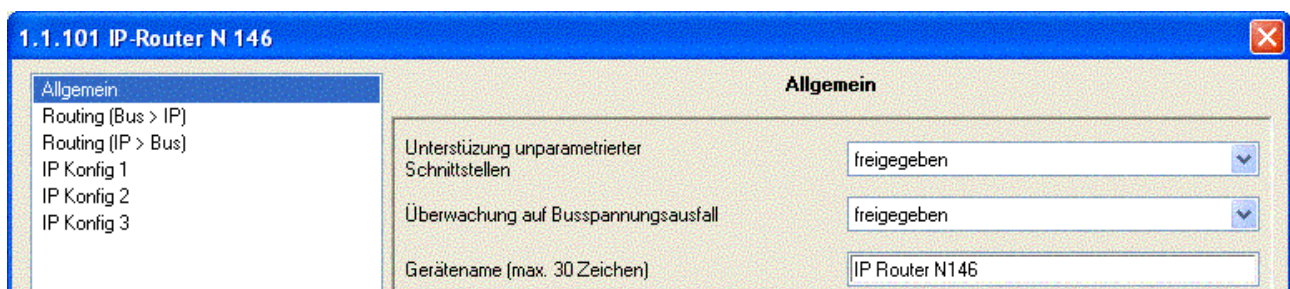 1.1.101 IP-Router N 146
Allgemein
Routing (Bus > IP)
Routing (IP > Bus)
IP Konfig 1
IP Konfig 2
IP Konfig 3
Allgemein
Unterstüzung unparametrierter
Schnittstellen
freigegeben
Überwachung auf Busspannungsausfall
freigegeben
Gerätename (max. 30 Zeichen)
IP Router N146